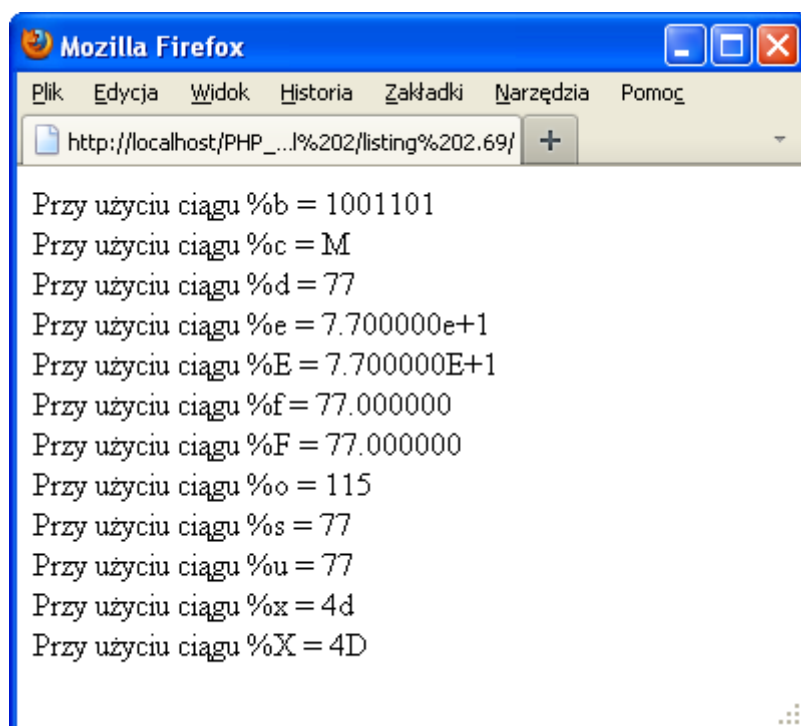 Mozilla Firefox
Plik Edycja Widok Historia Zakładki Narzędzia Pomoc
http://localhost/PHP_...l%202/listing%202.69/
Przy użyciu ciągu %b = 1001101
Przy użyciu ciągu %c = M
Przy użyciu ciągu %d = 77
Przy użyciu ciągu %e = 7.700000e+1
Przy użyciu ciągu %E = 7.700000E+1
Przy użyciu ciągu %f = 77.000000
Przy użyciu ciągu %F = 77.000000
Przy użyciu ciągu %o = 115
Przy użyciu ciągu %s = 77
Przy użyciu ciągu %u = 77
Przy użyciu ciągu %x = 4d
Przy użyciu ciągu %X = 4D